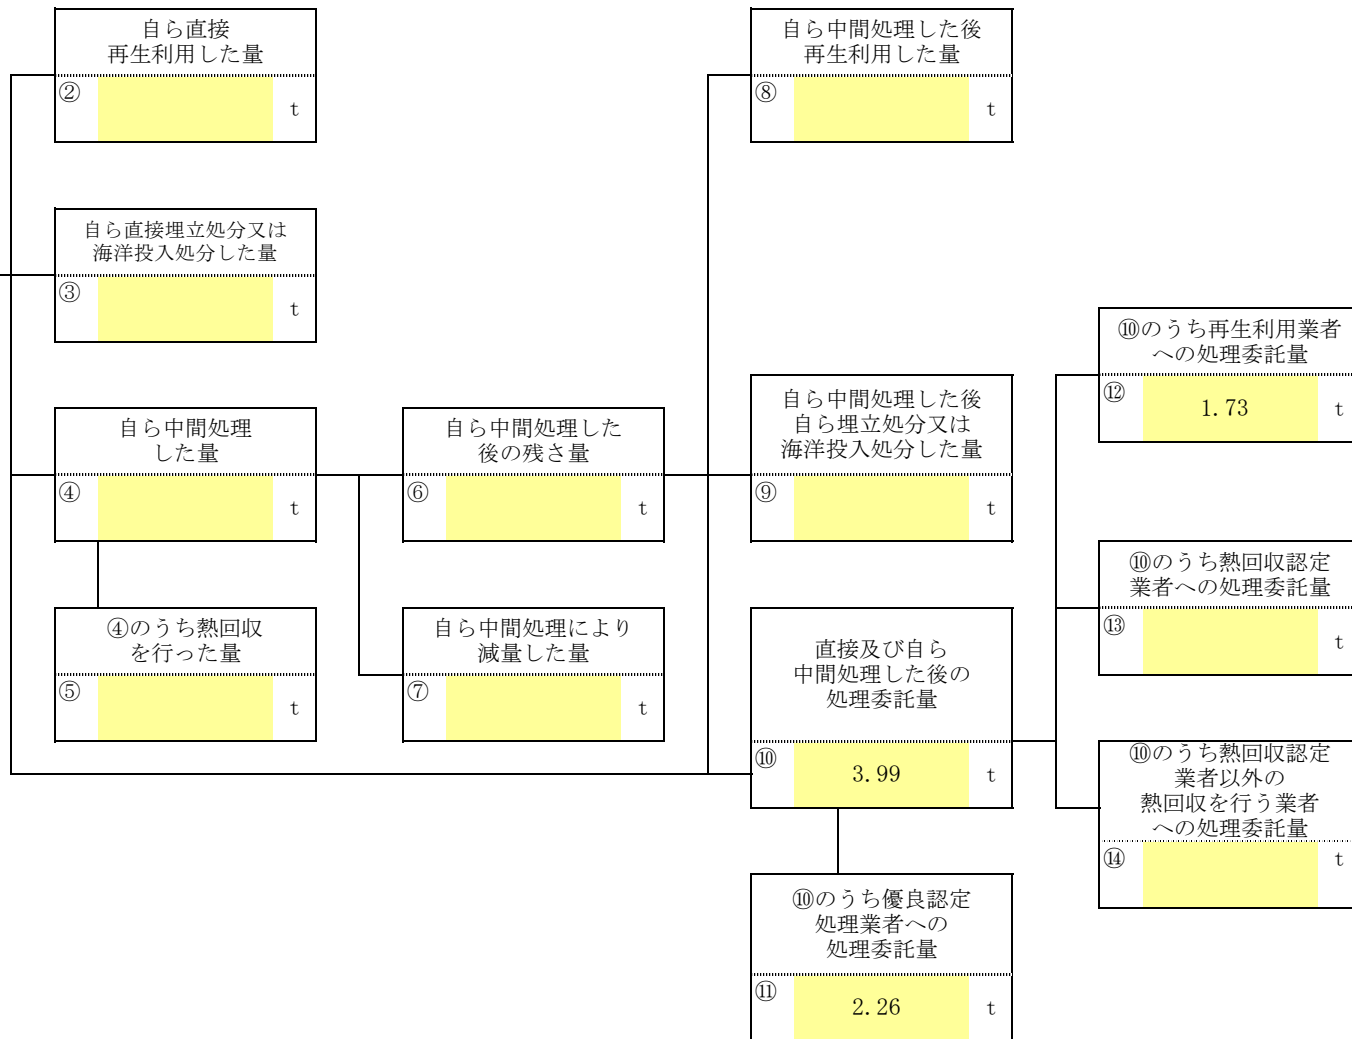 自ら直接
再生利用した量
②
t
自ら中間処理した後
再生利用した量
⑧
t
自ら直接埋立処分又は
海洋投入処分した量
③
t
⑩のうち再生利用業者
への処理委託量
⑫
1.73
t
自ら中間処理
した量
④
t
自ら中間処理した
後の残さ量
⑥
t
自ら中間処理した後
自ら埋立処分又は
海洋投入処分した量
⑨
t
⑩のうち熱回収認定
業者への処理委託量
⑬
t
④のうち熱回収
を行った量
⑤
t
自ら中間処理により
減量した量
⑦
t
直接及び自ら
中間処理した後の
処理委託量
⑩
3.99
t
⑩のうち熱回収認定
業者以外の
熱回収を行う業者
への処理委託量
⑭
t
⑩のうち優良認定
処理業者への
処理委託量
⑪
2.26
t